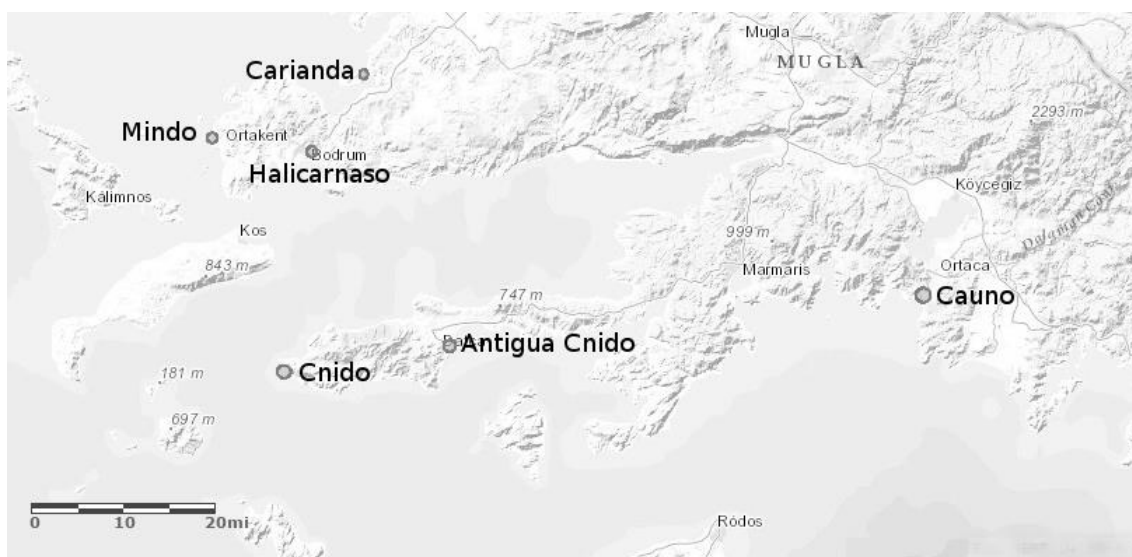 Mugla
MUGLA
Carianda
2293 m
Mindo
Ortakent
Bodrum
Halicarnaso
Kálimnos
Köycegiz
Kos
999 m
Dalaman Cayi
843 m
Marmaris
Ortaca
Cauno
747 m
Antigua Cnido
Cnido
181 m
697 m
0 10 20mi
Ródos